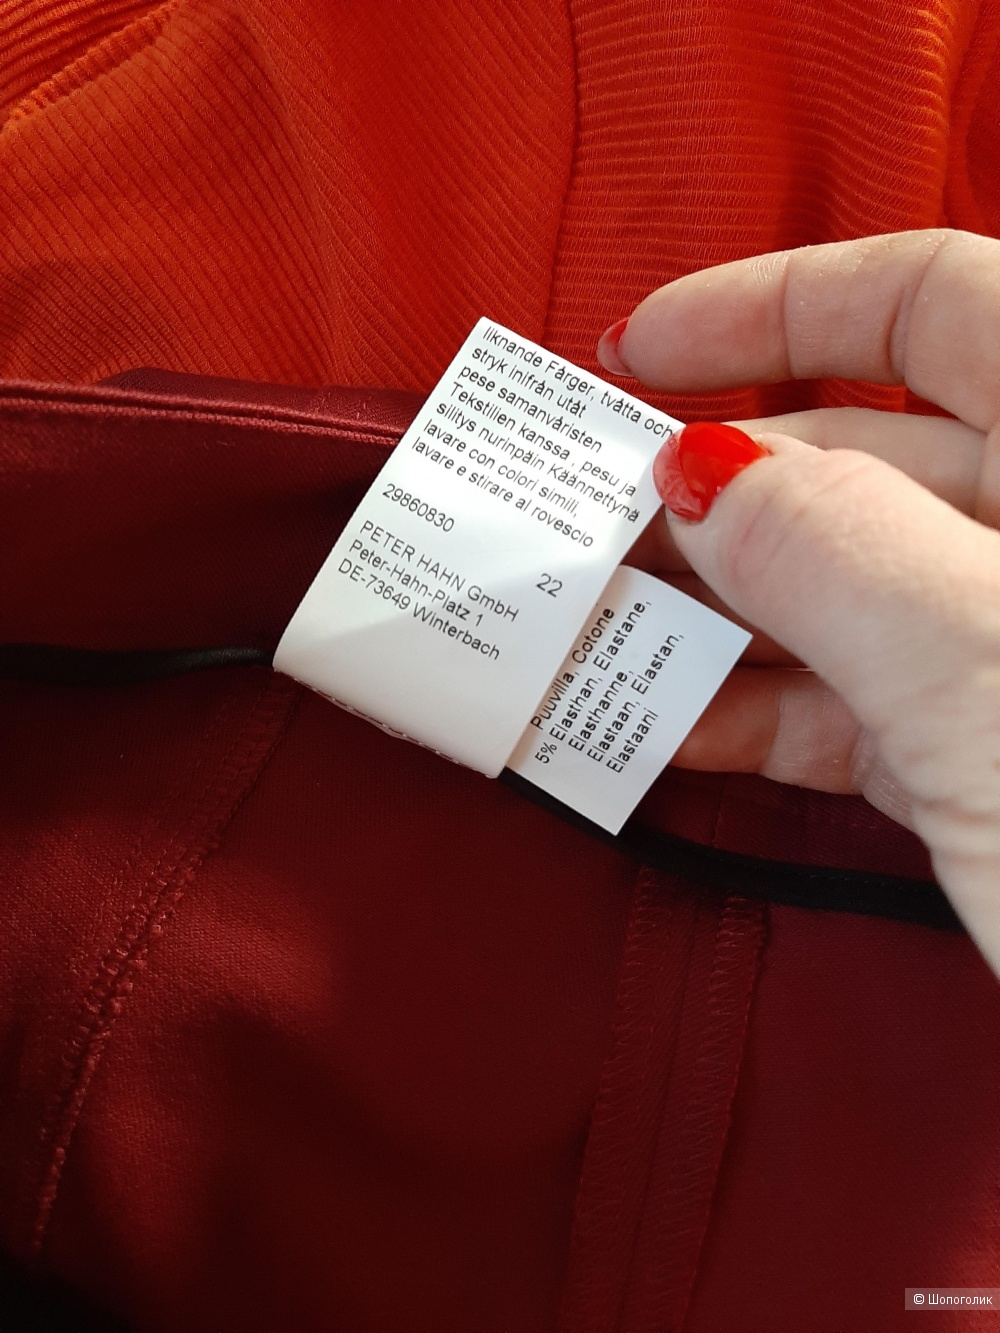 liknande Färger, tvätta och
stryk inifrån utåt
pese samanväristen
Tekstilien kanssa , pesu ja
silitys nurinpäin Käännettynä
lavare con colori simili,
lavare e stirare al rovescio
29860830
22
PETER HAHN GmbH
Peter-Hahn-Platz 1
DE-73649 Winterbach
Puuvilla, Cotone
5% Elasthan, Elastane,
Elasthanne,
Elastaan, Elastan,
Elastaani
© Шопоголик